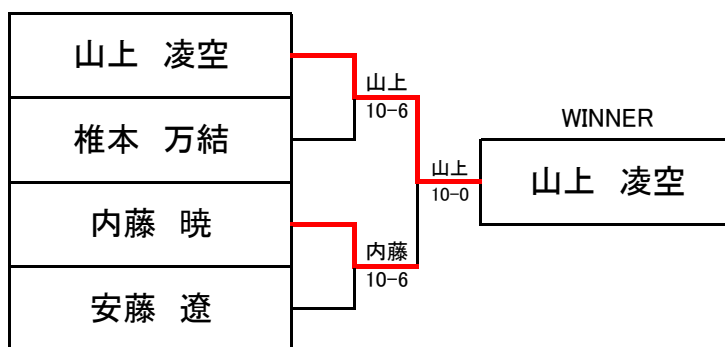 山上　凌空
椎本　万結
内藤　暁
安藤　遼
山上
10-6
内藤
10-6
山上
10-0
WINNER
山上　凌空